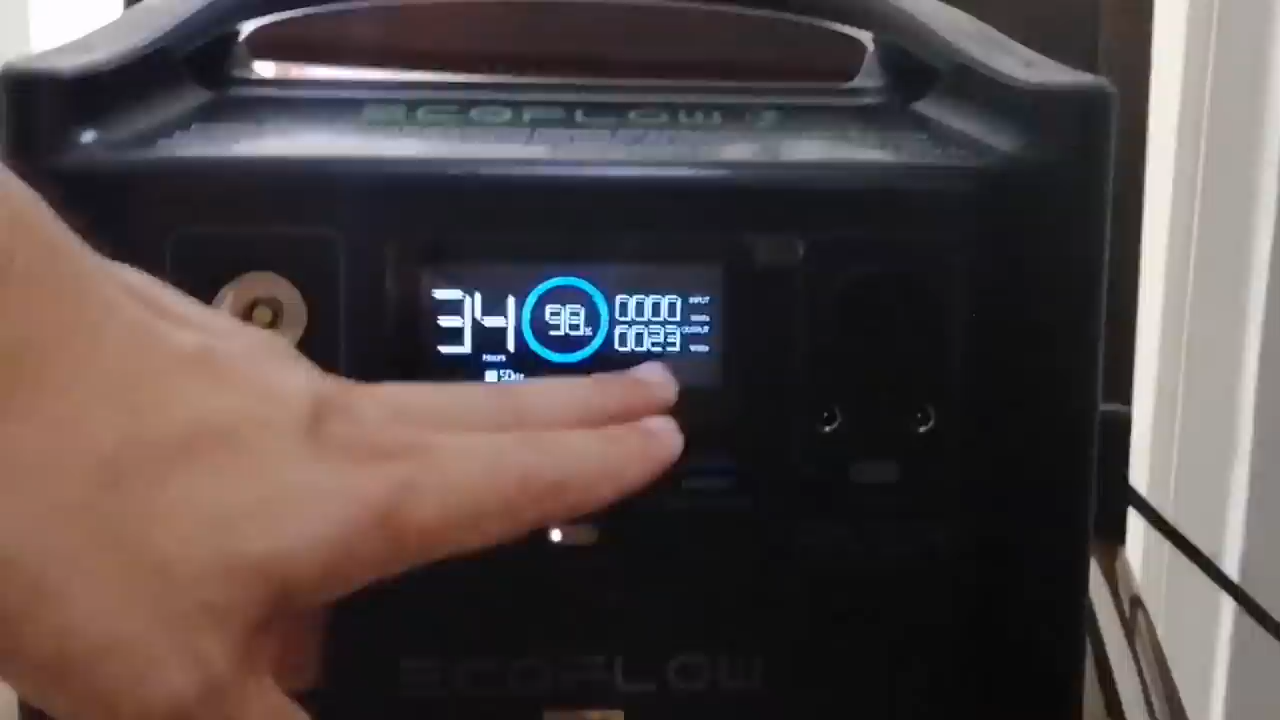 ECOFLOW
34
Hours
98%
0000
INPUT
0023
OUTPUT
50Hz
ECOFLOW